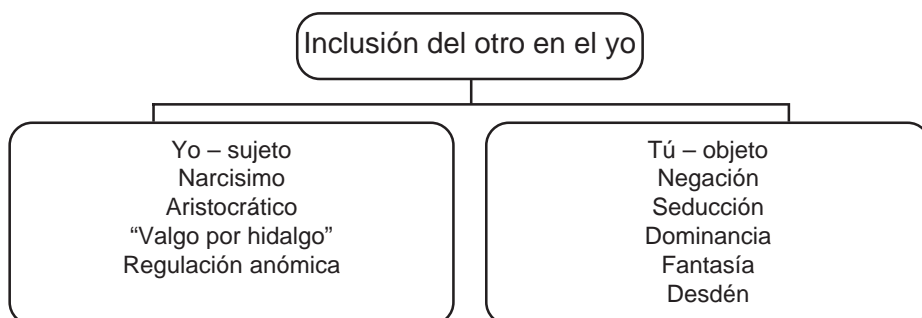 Inclusión del otro en el yo
Yo – sujeto
Narcisimo
Aristocrático
“Valgo por hidalgo”
Regulación anómica
Tú – objeto
Negación
Seducción
Dominancia
Fantasía
Desdén